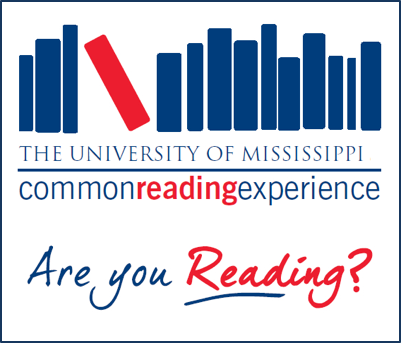 THE UNIVERSITY OF MISSISSIPPI
commonreadingexperience
Are you Reading?